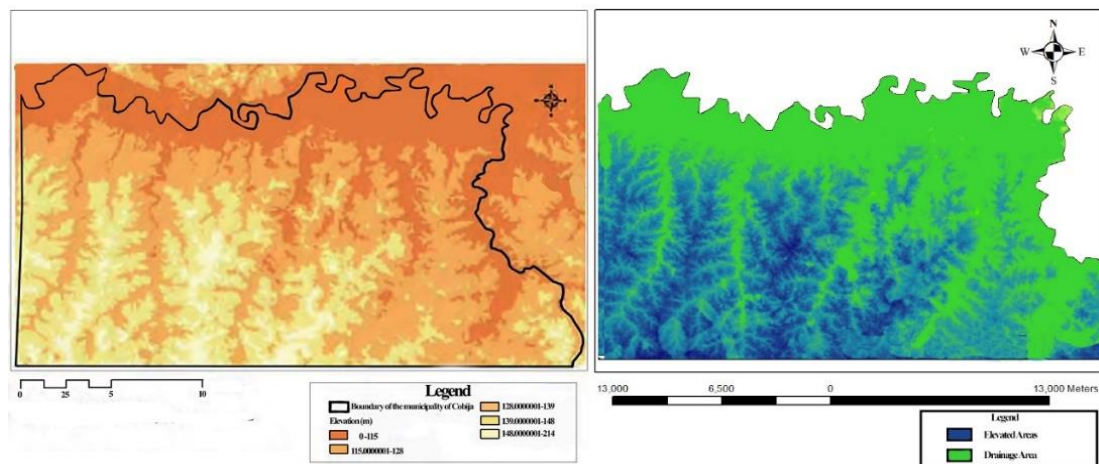 N
W E
S
0 25 5 10
Legend
Boundary of the municipality of Cobija
Elevation (m)
0-115
115.0000001-128
128.0000001-139
139.0000001-148
148.0000001-214
13,000 6,500 0 13,000 Meters
Legend
Elevated Areas
Drainage Area